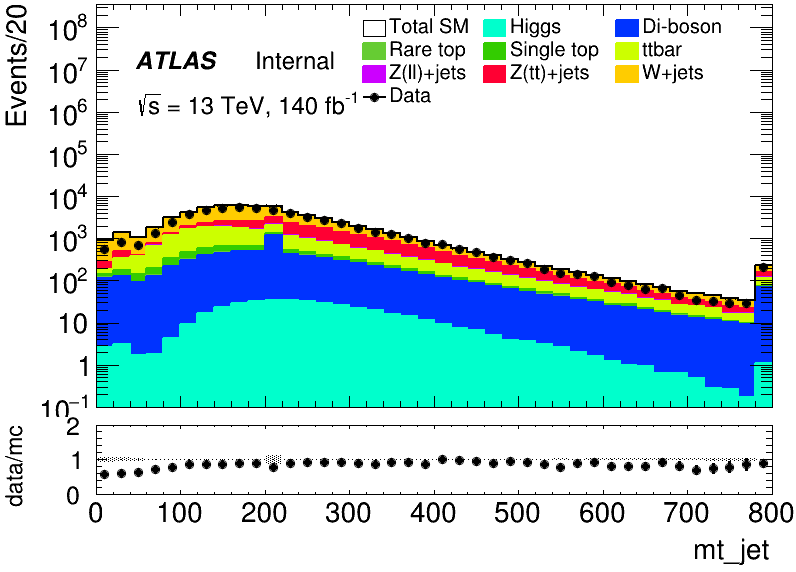 Events/20
10^8
10^7
10^6
10^5
10^4
10^3
10^2
10
1
10^-1
ATLAS Internal
√s = 13 TeV, 140 fb^-1
Total SM Higgs Di-boson
Rare top Single top ttbar
Z(ll)+jets Z(tt)+jets W+jets
Data
data/mc
2
1
0
0 100 200 300 400 500 600 700 800
mt_jet